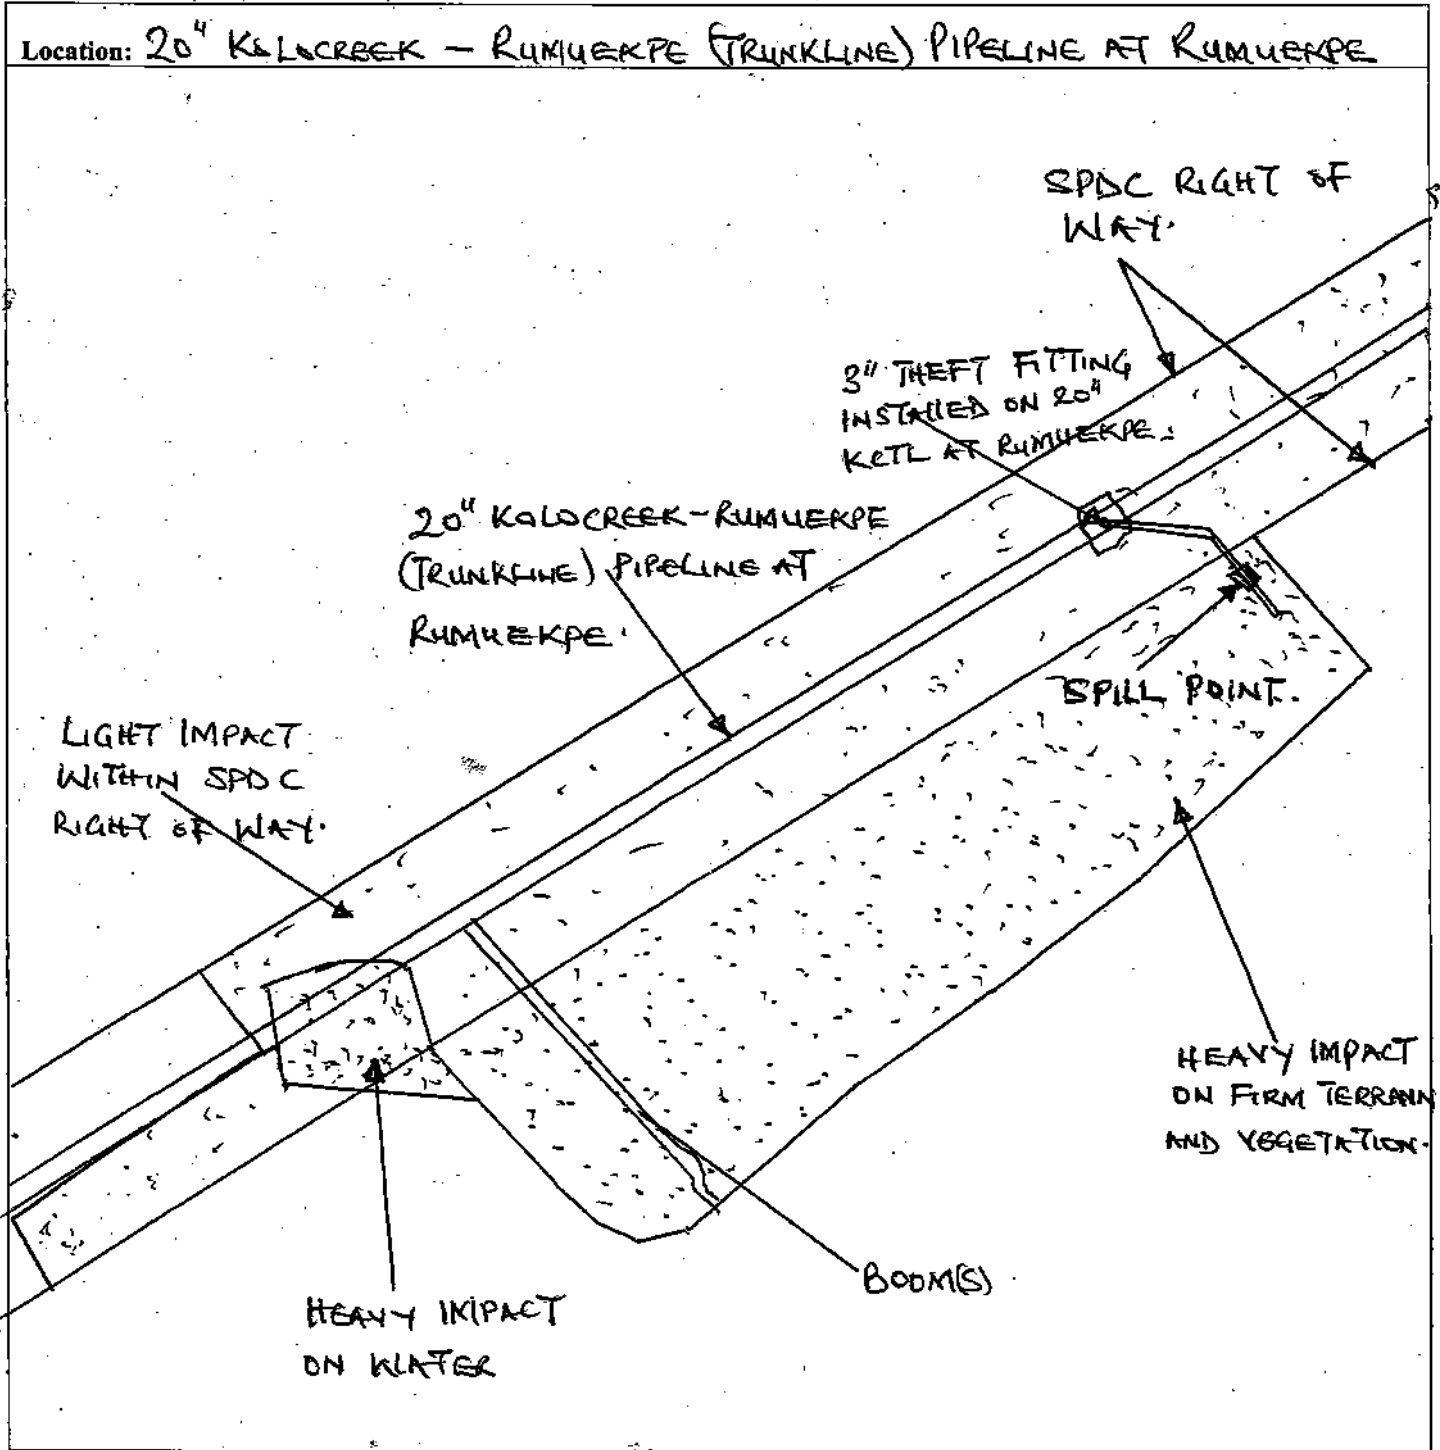 Location: 20" KOLOCREEK – RUMUEKPE (TRUNKLINE) PIPELINE AT RUMUEKPE
SPDC RIGHT OF
WAY.
3" THEFT FITTING
INSTALLED ON 20"
KCTL AT RUMUEKPE.
20" KOLOCREEK-RUMUEKPE
(TRUNKLINE) PIPELINE AT
RUMUEKPE.
SPILL POINT.
LIGHT IMPACT
WITHIN SPDC
RIGHT OF WAY.
HEAVY IMPACT
ON FIRM TERRANN
AND VEGETATION.
BOOM(S)
HEAVY IMPACT
ON WATER